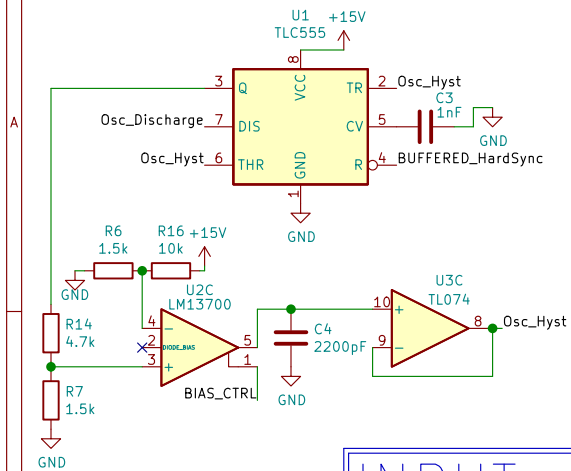 U1
TLC555
+15V
8
VCC
3
Q
TR
2
Osc_Hyst
C3
1nF
A
Osc_Discharge
7
DIS
CV
5
GND
Osc_Hyst
6
THR
GND
R
4
BUFFERED_HardSync
1
GND
R6
1.5k
R16
10k
+15V
GND
U2C
LM13700
U3C
TL074
R14
4.7k
4
−
2
DIODE_BIAS
3
+
5
1
C4
2200pF
10
+
8
Osc_Hyst
9
−
R7
1.5k
BIAS_CTRL
GND
GND
INPUT